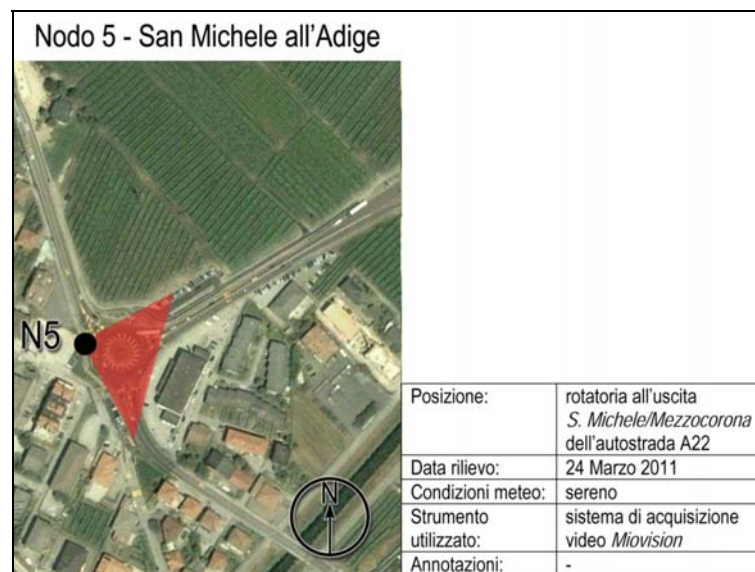 Nodo 5 - San Michele all'Adige
N5
N
Posizione: rotatoria all'uscita
S. Michele/Mezzocorona
dell'autostrada A22
Data rilievo: 24 Marzo 2011
Condizioni meteo: sereno
Strumento sistema di acquisizione
utilizzato: video Miovision
Annotazioni: -